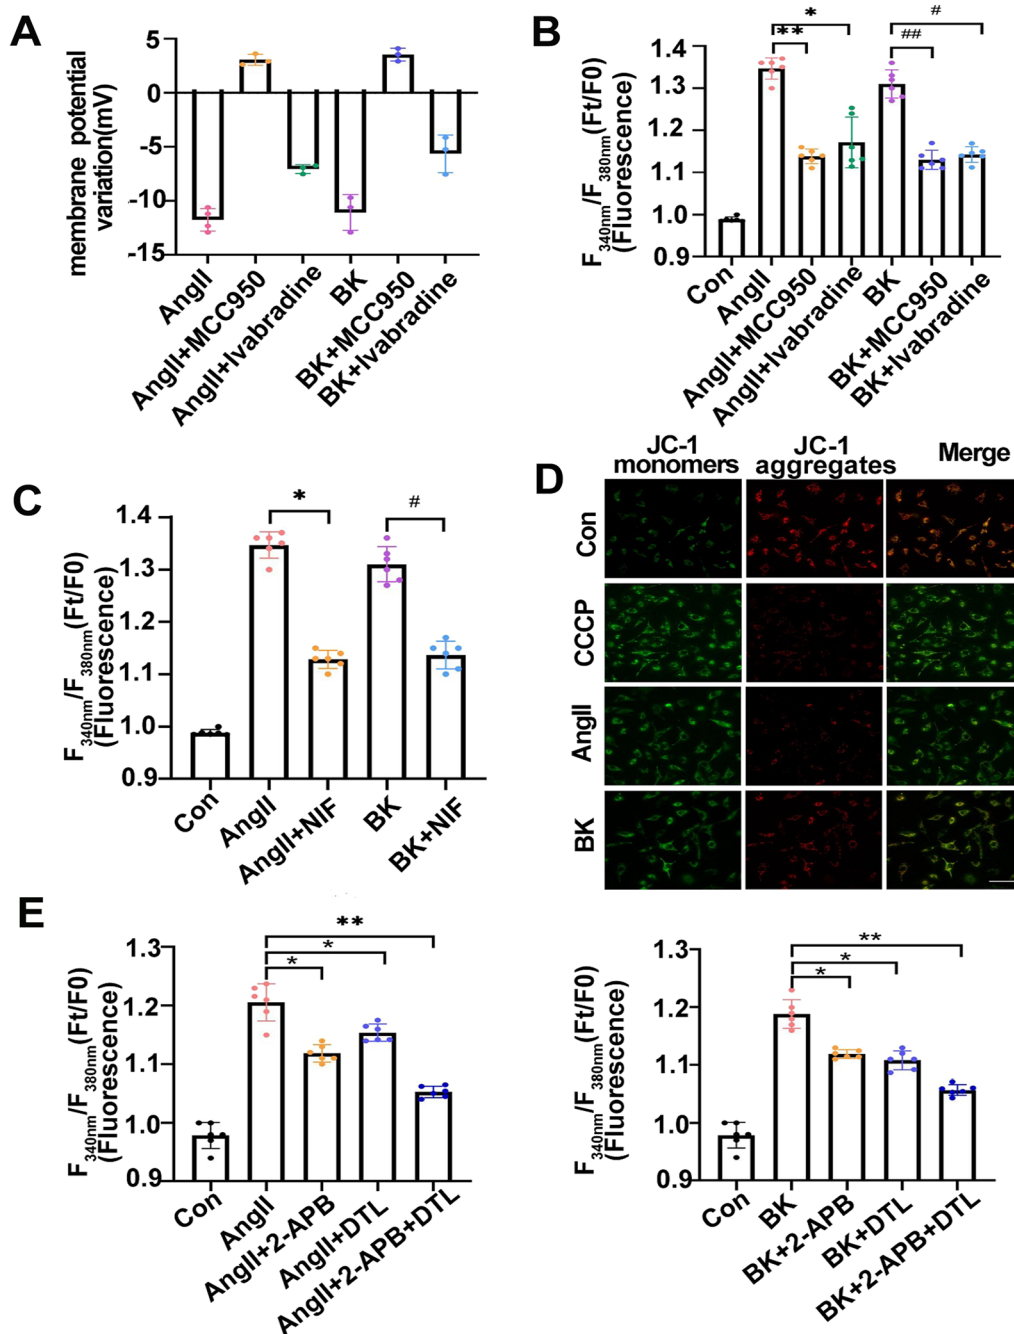 A
membrane potential
variation(mV)
5
0
-5
-10
-15
AngII
AngII+MCC950
AngII+Ivabradine
BK
BK+MCC950
BK+Ivabradine
B
F340nm/F380nm(Ft/F0)
(Fluorescence)
1.4
1.3
1.2
1.1
1.0
0.9
*
**
#
##
Con
AngII
AngII+MCC950
AngII+Ivabradine
BK
BK+MCC950
BK+Ivabradine
C
F340nm/F380nm(Ft/F0)
(Fluorescence)
1.4
1.3
1.2
1.1
1.0
0.9
*
#
Con
AngII
AngII+NIF
BK
BK+NIF
D
JC-1
monomers
JC-1
aggregates
Merge
Con
CCCP
AngII
BK
E
F340nm/F380nm(Ft/F0)
(Fluorescence)
1.3
1.2
1.1
1.0
0.9
**
*
*
Con
AngII
AngII+2-APB
AngII+DTL
AngII+2-APB+DTL
F340nm/F380nm(Ft/F0)
(Fluorescence)
1.3
1.2
1.1
1.0
0.9
**
*
*
Con
BK
BK+2-APB
BK+DTL
BK+2-APB+DTL